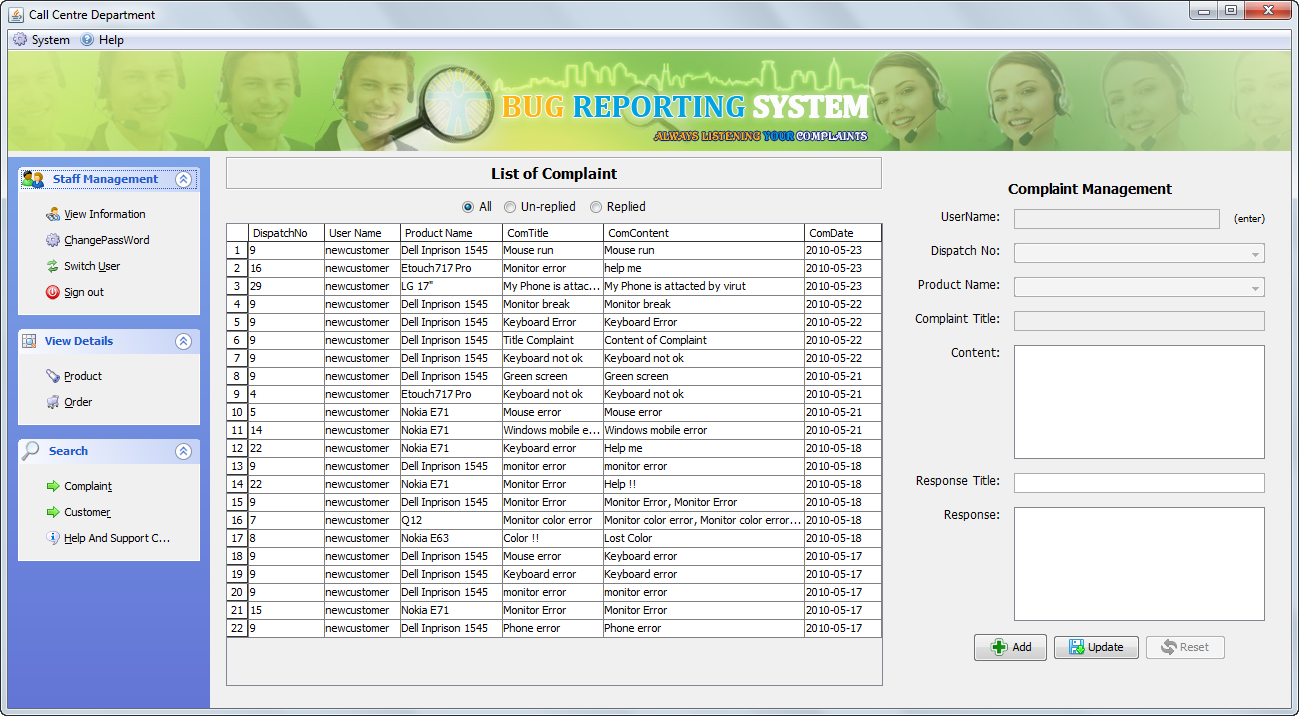 Call Centre Department
System Help
BUG REPORTING SYSTEM
ALWAYS LISTENING YOUR COMPLAINTS
Staff Management
View Information
ChangePassWord
Switch User
Sign out
View Details
Product
Order
Search
Complaint
Customer
Help And Support C...
List of Complaint
All Un-replied Replied
DispatchNo User Name Product Name ComTitle ComContent ComDate
1 9 newcustomer Dell Inprison 1545 Mouse run Mouse run 2010-05-23
2 16 newcustomer Etouch717 Pro Monitor error help me 2010-05-23
3 29 newcustomer LG 17" My Phone is attac... My Phone is attacted by virut 2010-05-23
4 9 newcustomer Dell Inprison 1545 Monitor break Monitor break 2010-05-22
5 9 newcustomer Dell Inprison 1545 Keyboard Error Keyboard Error 2010-05-22
6 9 newcustomer Dell Inprison 1545 Title Complaint Content of Complaint 2010-05-22
7 9 newcustomer Dell Inprison 1545 Keyboard not ok Keyboard not ok 2010-05-22
8 9 newcustomer Dell Inprison 1545 Green screen Green screen 2010-05-21
9 4 newcustomer Etouch717 Pro Keyboard not ok Keyboard not ok 2010-05-21
10 5 newcustomer Nokia E71 Mouse error Mouse error 2010-05-21
11 14 newcustomer Nokia E71 Windows mobile e... Windows mobile error 2010-05-21
12 22 newcustomer Nokia E71 Keyboard error Help me 2010-05-18
13 9 newcustomer Dell Inprison 1545 monitor error monitor error 2010-05-18
14 22 newcustomer Nokia E71 Monitor Error Help !! 2010-05-18
15 9 newcustomer Dell Inprison 1545 Monitor Error Monitor Error, Monitor Error 2010-05-18
16 7 newcustomer Q12 Monitor color error Monitor color error, Monitor color error... 2010-05-18
17 8 newcustomer Nokia E63 Color !! Lost Color 2010-05-18
18 9 newcustomer Dell Inprison 1545 Mouse error Keyboard error 2010-05-17
19 9 newcustomer Dell Inprison 1545 Keyboard error Keyboard error 2010-05-17
20 9 newcustomer Dell Inprison 1545 monitor error monitor error 2010-05-17
21 15 newcustomer Nokia E71 Monitor Error Monitor Error 2010-05-17
22 9 newcustomer Dell Inprison 1545 Phone error Phone error 2010-05-17
Complaint Management
UserName: (enter)
Dispatch No:
Product Name:
Complaint Title:
Content:
Response Title:
Response:
Add Update Reset